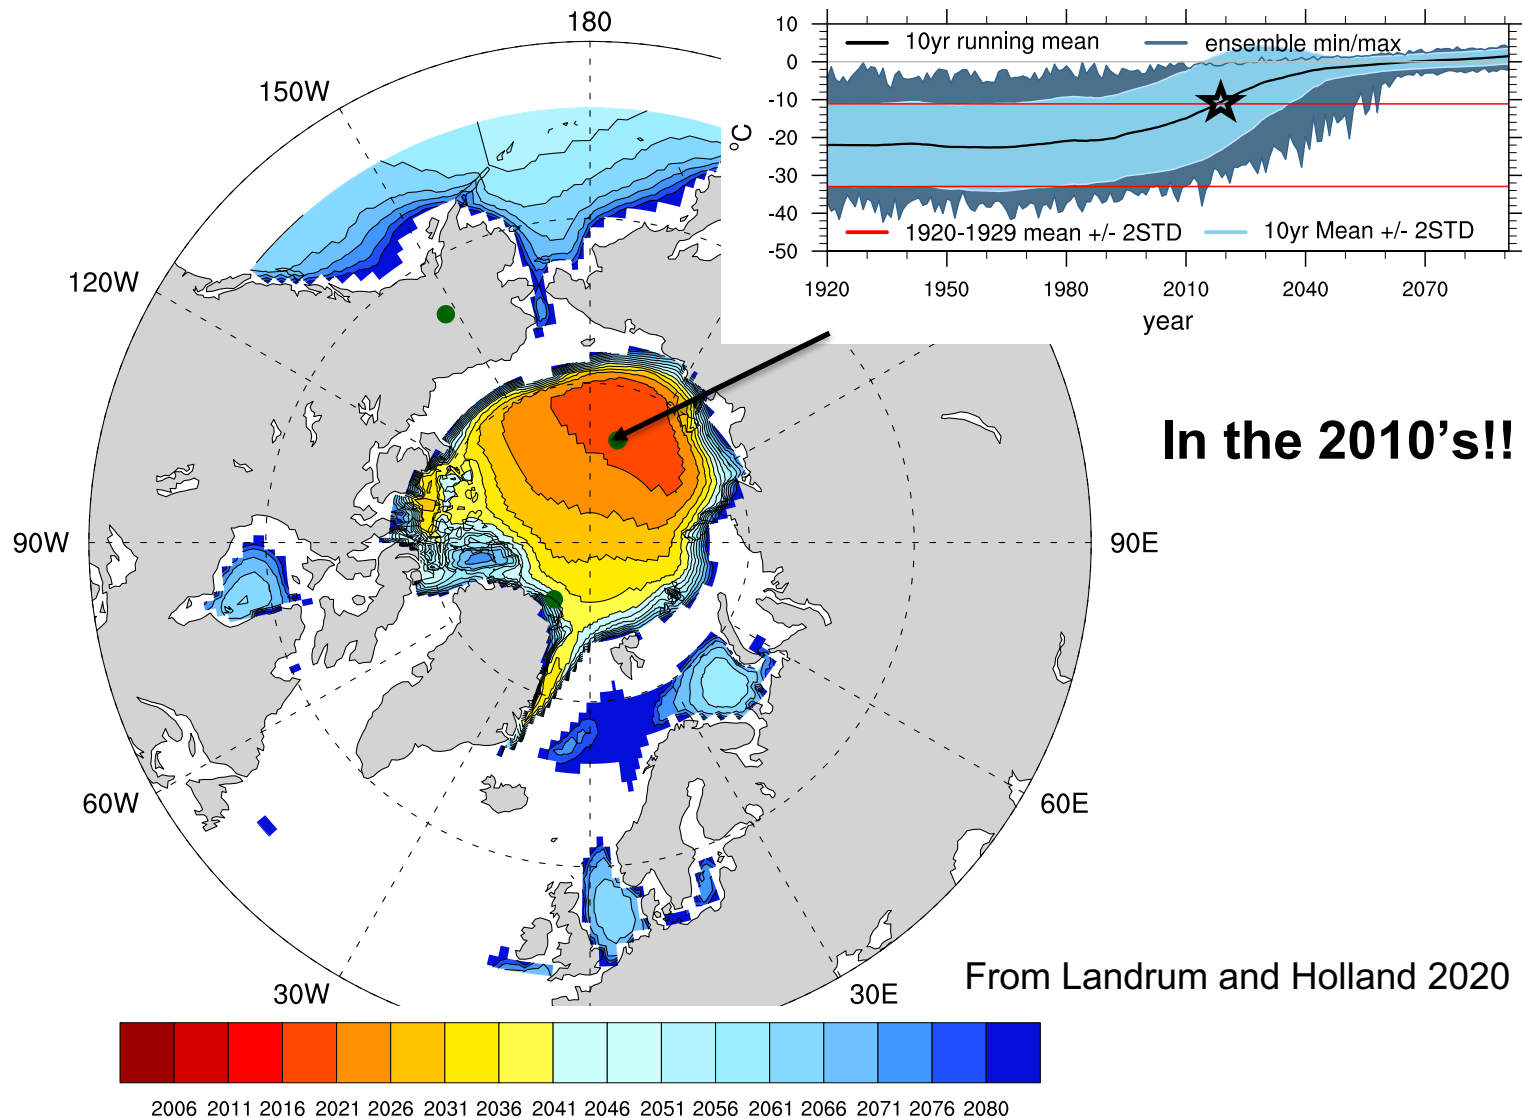 180
150W
120W
90W
60W
30W
30E
60E
90E
10
0
-10
-20
-30
-40
-50
°C
10yr running mean
ensemble min/max
1920-1929 mean +/- 2STD
10yr Mean +/- 2STD
1920 1950 1980 2010 2040 2070
year
In the 2010's!!
From Landrum and Holland 2020
2006 2011 2016 2021 2026 2031 2036 2041 2046 2051 2056 2061 2066 2071 2076 2080